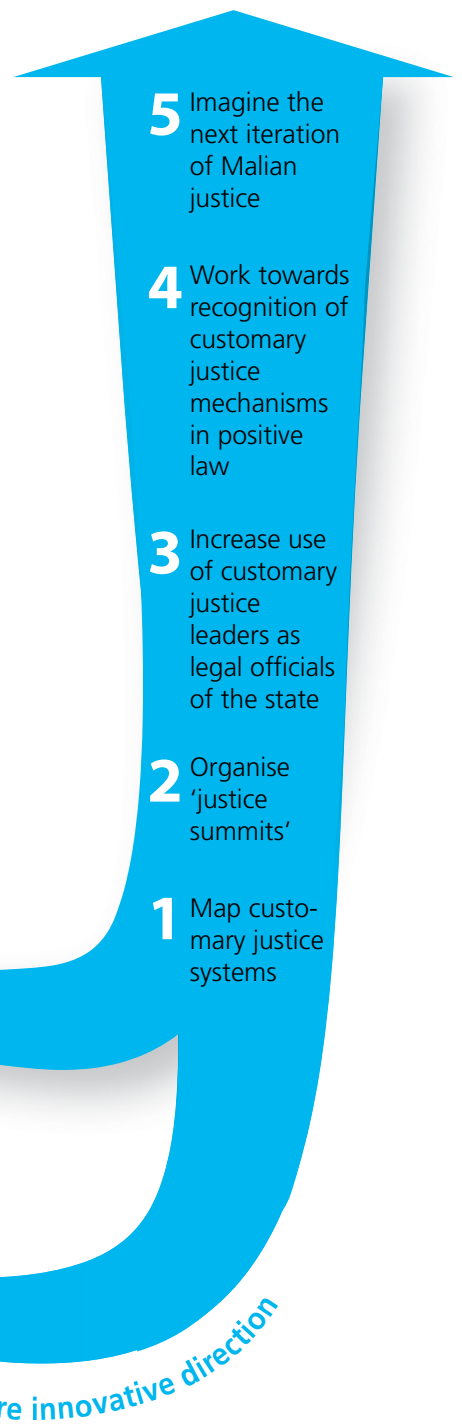 5 Imagine the
next iteration
of Malian
justice
4 Work towards
recognition of
customary
justice
mechanisms
in positive
law
3 Increase use
of customary
justice
leaders as
legal officials
of the state
2 Organise
‘justice
summits’
1 Map custo-
mary justice
systems
innovative direction